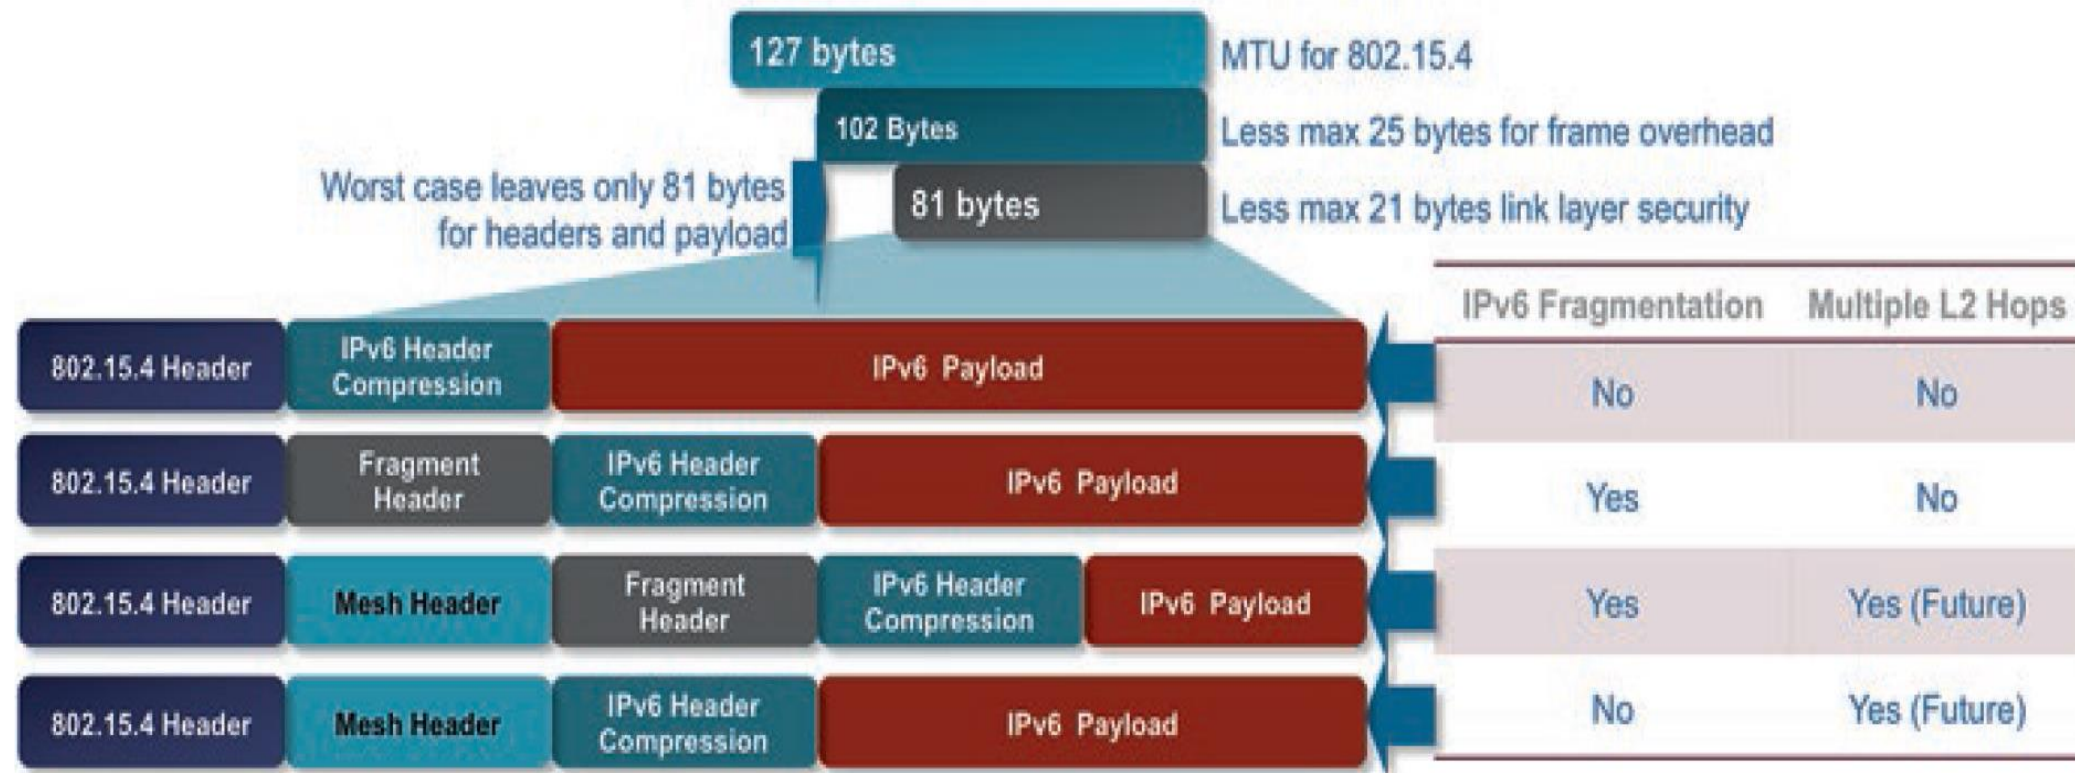 127 bytes
MTU for 802.15.4
102 Bytes
Less max 25 bytes for frame overhead
Worst case leaves only 81 bytes
for headers and payload
81 bytes
Less max 21 bytes link layer security
IPv6 Fragmentation
Multiple L2 Hops
802.15.4 Header
IPv6 Header
Compression
IPv6 Payload
No
No
802.15.4 Header
Fragment
Header
IPv6 Header
Compression
IPv6 Payload
Yes
No
802.15.4 Header
Mesh Header
Fragment
Header
IPv6 Header
Compression
IPv6 Payload
Yes
Yes (Future)
802.15.4 Header
Mesh Header
IPv6 Header
Compression
IPv6 Payload
No
Yes (Future)